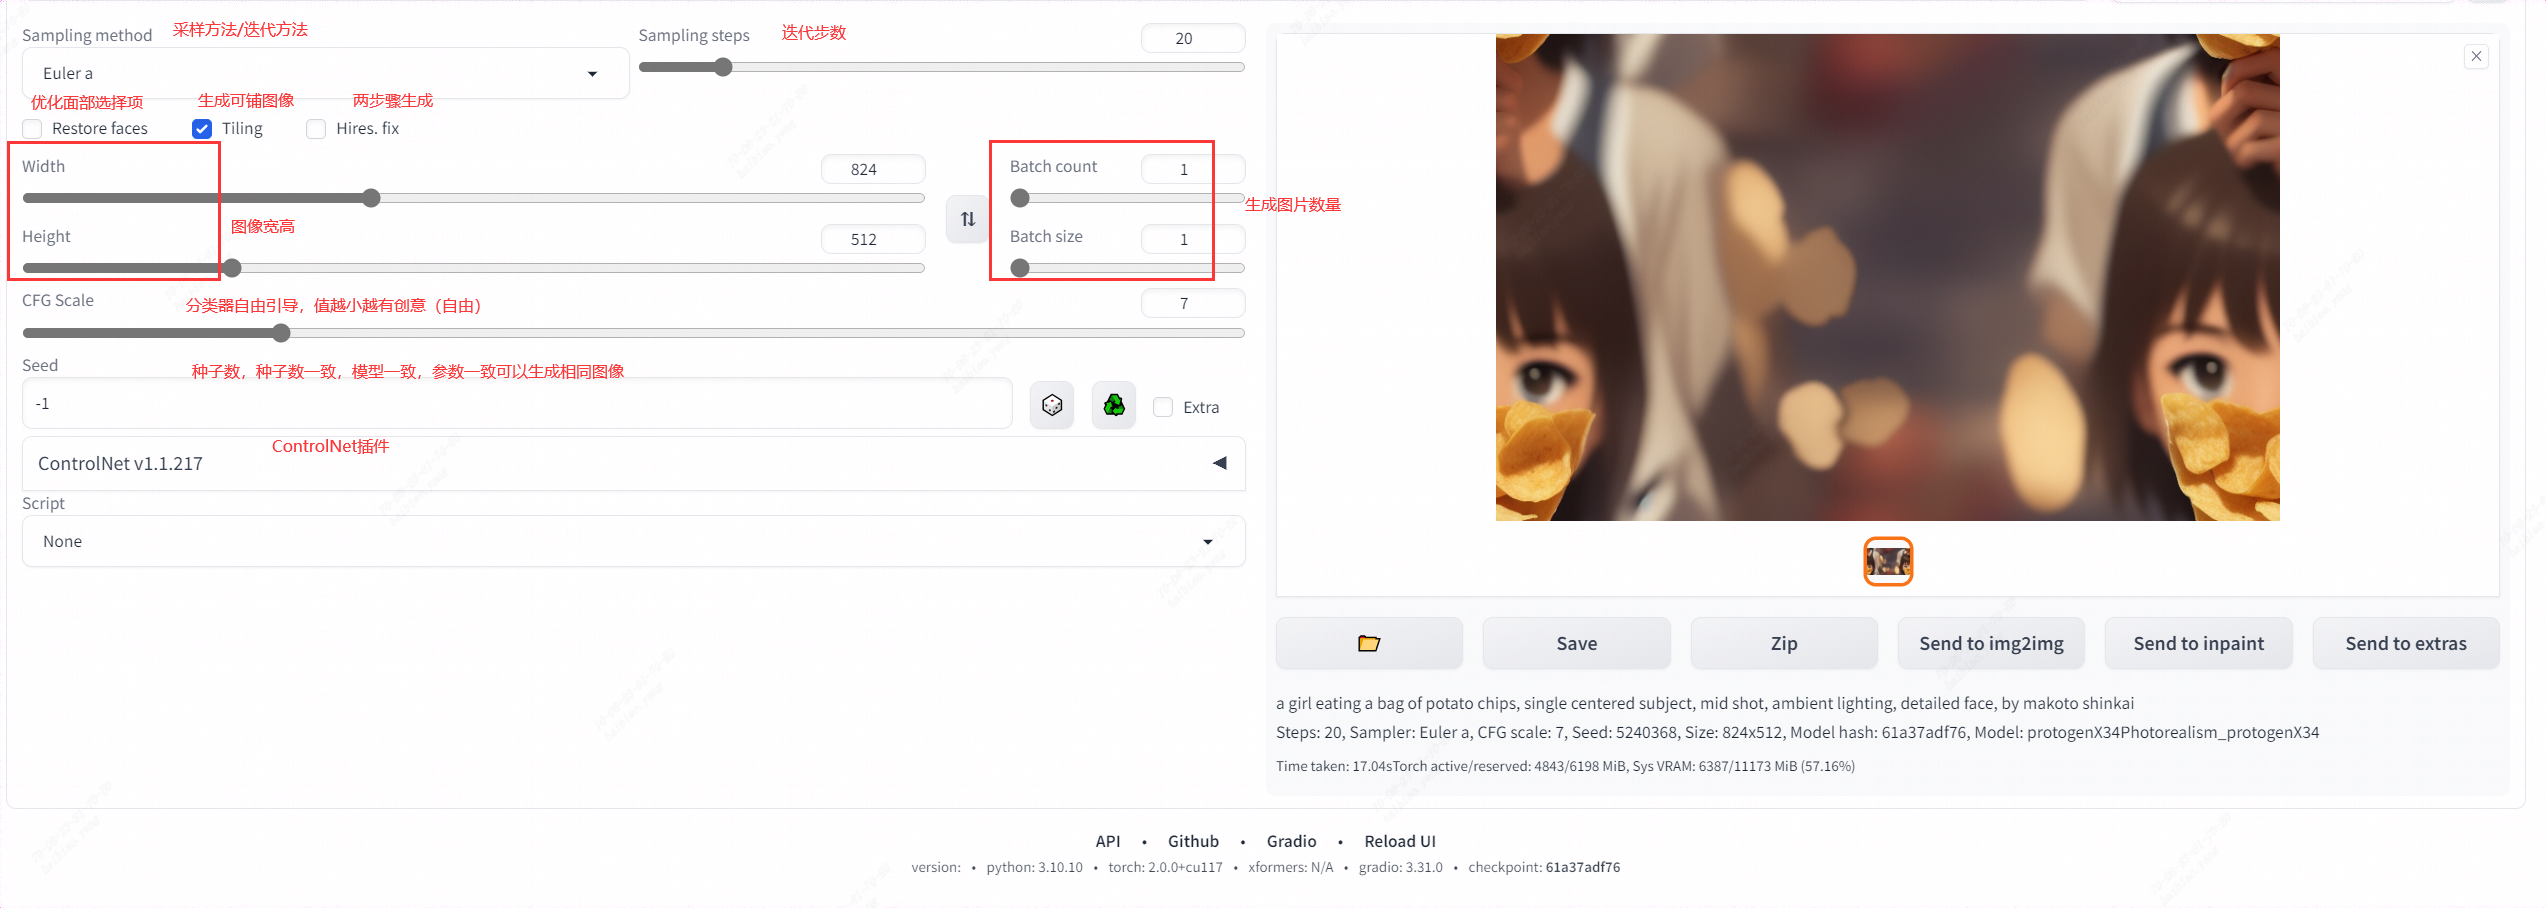 Sampling method 采样方法/迭代方法
Euler a
Sampling steps 迭代步数 20
优化面部选择项 生成可铺图像 两步骤生成
Restore faces Tiling Hires. fix
Width 824
图像宽高
Height 512
Batch count 1
生成图片数量
Batch size 1
CFG Scale 分类器自由引导，值越小越有创意（自由） 7
Seed 种子数，种子数一致，模型一致，参数一致可以生成相同图像
-1
Extra
ControlNet插件
ControlNet v1.1.217
Script
None
Save Zip Send to img2img Send to inpaint Send to extras
a girl eating a bag of potato chips, single centered subject, mid shot, ambient lighting, detailed face, by makoto shinkai
Steps: 20, Sampler: Euler a, CFG scale: 7, Seed: 5240368, Size: 824x512, Model hash: 61a37adf76, Model: protogenX34Photorealism_protogenX34
Time taken: 17.04sTorch active/reserved: 4843/6198 MiB, Sys VRAM: 6387/11173 MiB (57.16%)
API • Github • Gradio • Reload UI
version: • python: 3.10.10 • torch: 2.0.0+cu117 • xformers: N/A • gradio: 3.31.0 • checkpoint: 61a37adf76